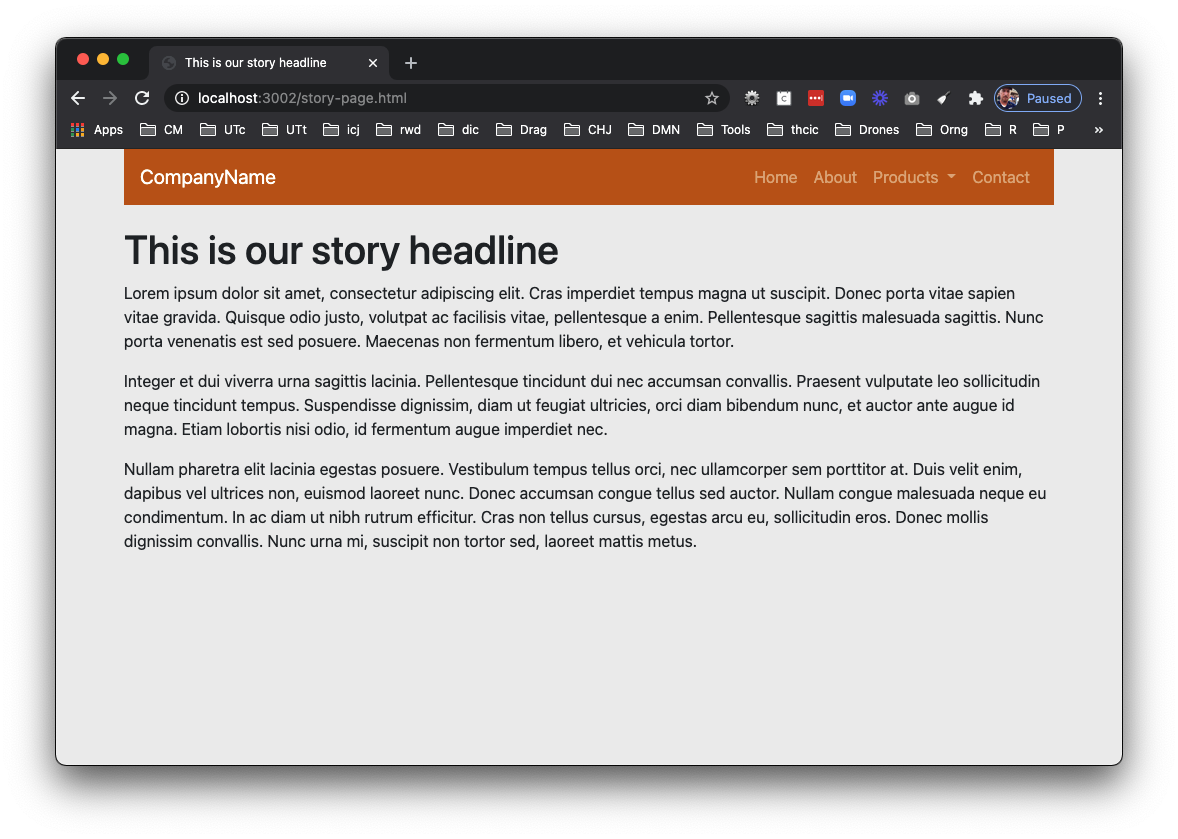 This is our story headline
localhost:3002/story-page.html
C
Paused
Apps CM UTc UTt icj rwd dic Drag CHJ DMN Tools thcic Drones Orng R P »
CompanyName Home About Products Contact
This is our story headline
Lorem ipsum dolor sit amet, consectetur adipiscing elit. Cras imperdiet tempus magna ut suscipit. Donec porta vitae sapien
vitae gravida. Quisque odio justo, volutpat ac facilisis vitae, pellentesque a enim. Pellentesque sagittis malesuada sagittis. Nunc
porta venenatis est sed posuere. Maecenas non fermentum libero, et vehicula tortor.
Integer et dui viverra urna sagittis lacinia. Pellentesque tincidunt dui nec accumsan convallis. Praesent vulputate leo sollicitudin
neque tincidunt tempus. Suspendisse dignissim, diam ut feugiat ultricies, orci diam bibendum nunc, et auctor ante augue id
magna. Etiam lobortis nisi odio, id fermentum augue imperdiet nec.
Nullam pharetra elit lacinia egestas posuere. Vestibulum tempus tellus orci, nec ullamcorper sem porttitor at. Duis velit enim,
dapibus vel ultrices non, euismod laoreet nunc. Donec accumsan congue tellus sed auctor. Nullam congue malesuada neque eu
condimentum. In ac diam ut nibh rutrum efficitur. Cras non tellus cursus, egestas arcu eu, sollicitudin eros. Donec mollis
dignissim convallis. Nunc urna mi, suscipit non tortor sed, laoreet mattis metus.